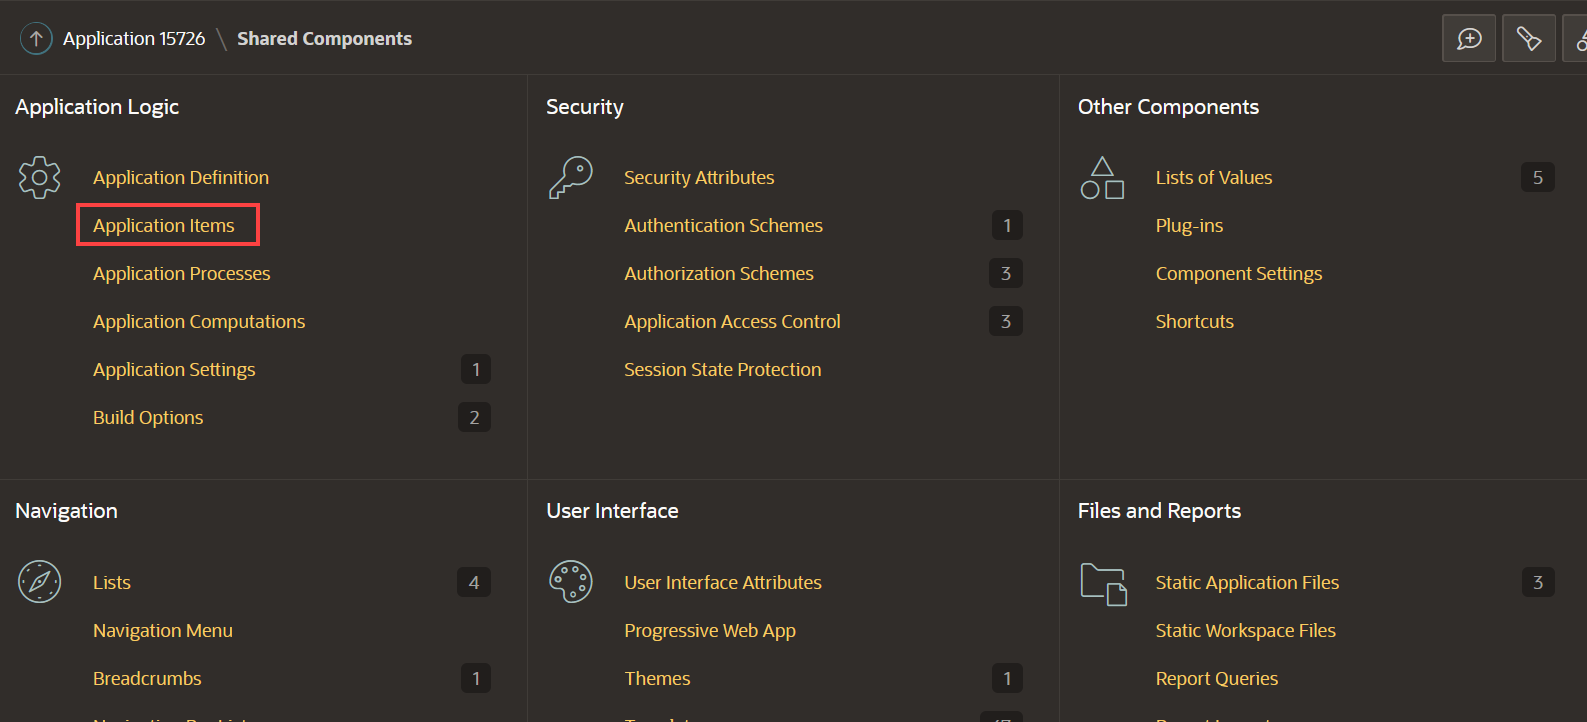 Application 15726 \ Shared Components
Application Logic
Application Definition
Application Items
Application Processes
Application Computations
Application Settings 1
Build Options 2
Security
Security Attributes
Authentication Schemes 1
Authorization Schemes 3
Application Access Control 3
Session State Protection
Other Components
Lists of Values 5
Plug-ins
Component Settings
Shortcuts
Navigation
Lists 4
Navigation Menu
Breadcrumbs 1
User Interface
User Interface Attributes
Progressive Web App
Themes 1
Files and Reports
Static Application Files 3
Static Workspace Files
Report Queries